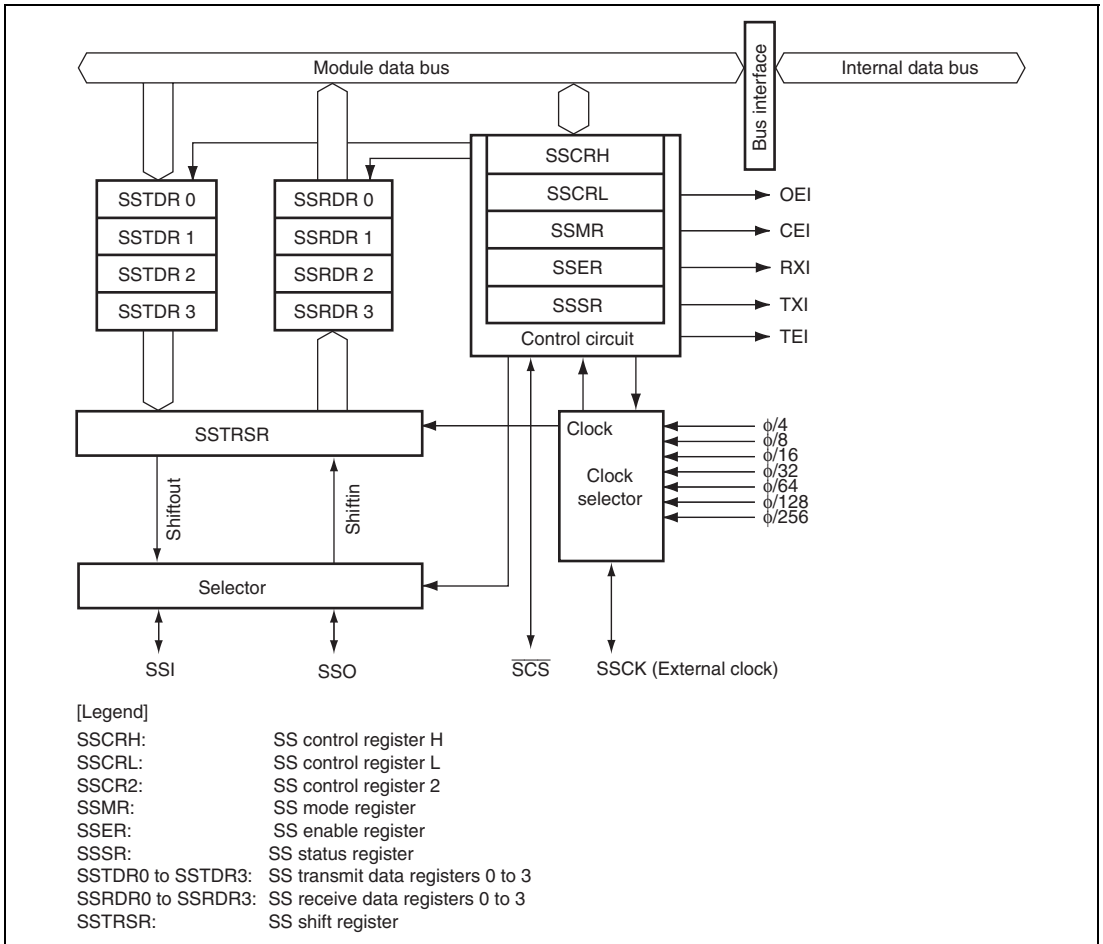 Module data bus
Bus interface
Internal data bus
SSTDR 0
SSTDR 1
SSTDR 2
SSTDR 3
SSRDR 0
SSRDR 1
SSRDR 2
SSRDR 3
SSCRH
SSCRL
SSMR
SSER
SSSR
Control circuit
OEI
CEI
RXI
TXI
TEI
SSTRSR
Clock
Clock
selector
ϕ/4
ϕ/8
ϕ/16
ϕ/32
ϕ/64
ϕ/128
ϕ/256
Shiftout
Shiftin
Selector
SSI
SSO
S̅C̅S̅
SSCK (External clock)
[Legend]
SSCRH: SS control register H
SSCRL: SS control register L
SSCR2: SS control register 2
SSMR: SS mode register
SSER: SS enable register
SSSR: SS status register
SSTDR0 to SSTDR3: SS transmit data registers 0 to 3
SSRDR0 to SSRDR3: SS receive data registers 0 to 3
SSTRSR: SS shift register